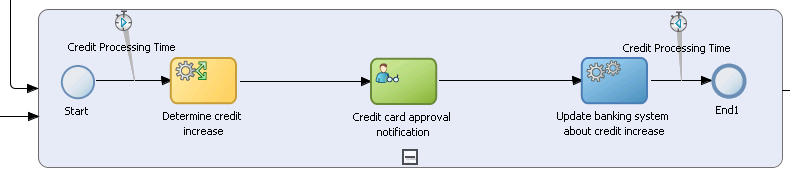 Credit Processing Time
Credit Processing Time
Start
Determine credit
increase
Credit card approval
notification
Update banking system
about credit increase
End1